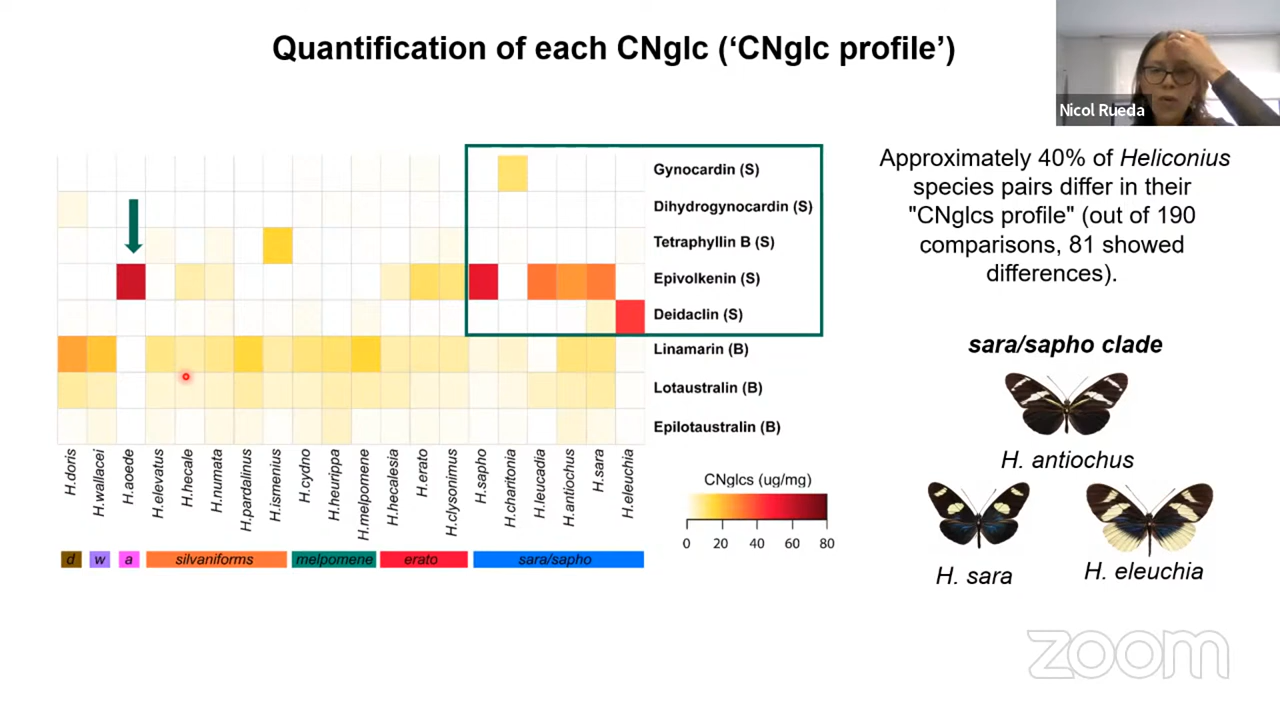 Quantification of each CNglc (‘CNglc profile’)
Nicol Rueda
Gynocardin (S)
Dihydrogynocardin (S)
Tetraphyllin B (S)
Epivolkenin (S)
Deidaclin (S)
Linamarin (B)
Lotaustralin (B)
Epilotaustralin (B)
H.doris
H.wallacei
H.aoede
H.elevatus
H.hecale
H.numata
H.pardalinus
H.ismenius
H.cydno
H.heurippa
H.melpomene
H.hecalesia
H.erato
H.clysonimus
H.sapho
H.charitonia
H.leucadia
H.antiochus
H.sara
H.eleuchia
d
w
a
silvaniforms
melpomene
erato
sara/sapho
CNglcs (ug/mg)
0 20 40 60 80
Approximately 40% of Heliconius
species pairs differ in their
"CNglcs profile" (out of 190
comparisons, 81 showed
differences).
sara/sapho clade
H. antiochus
H. sara
H. eleuchia
zoom